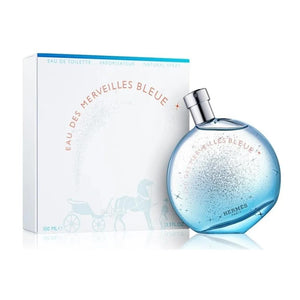 EAU DE TOILETTE VAPORISATEUR NATURAL SPRAY
EAU DES MERVEILLES BLEUE
100 ML
EAU DES MERVEILLES BLEUE
HERMÈS